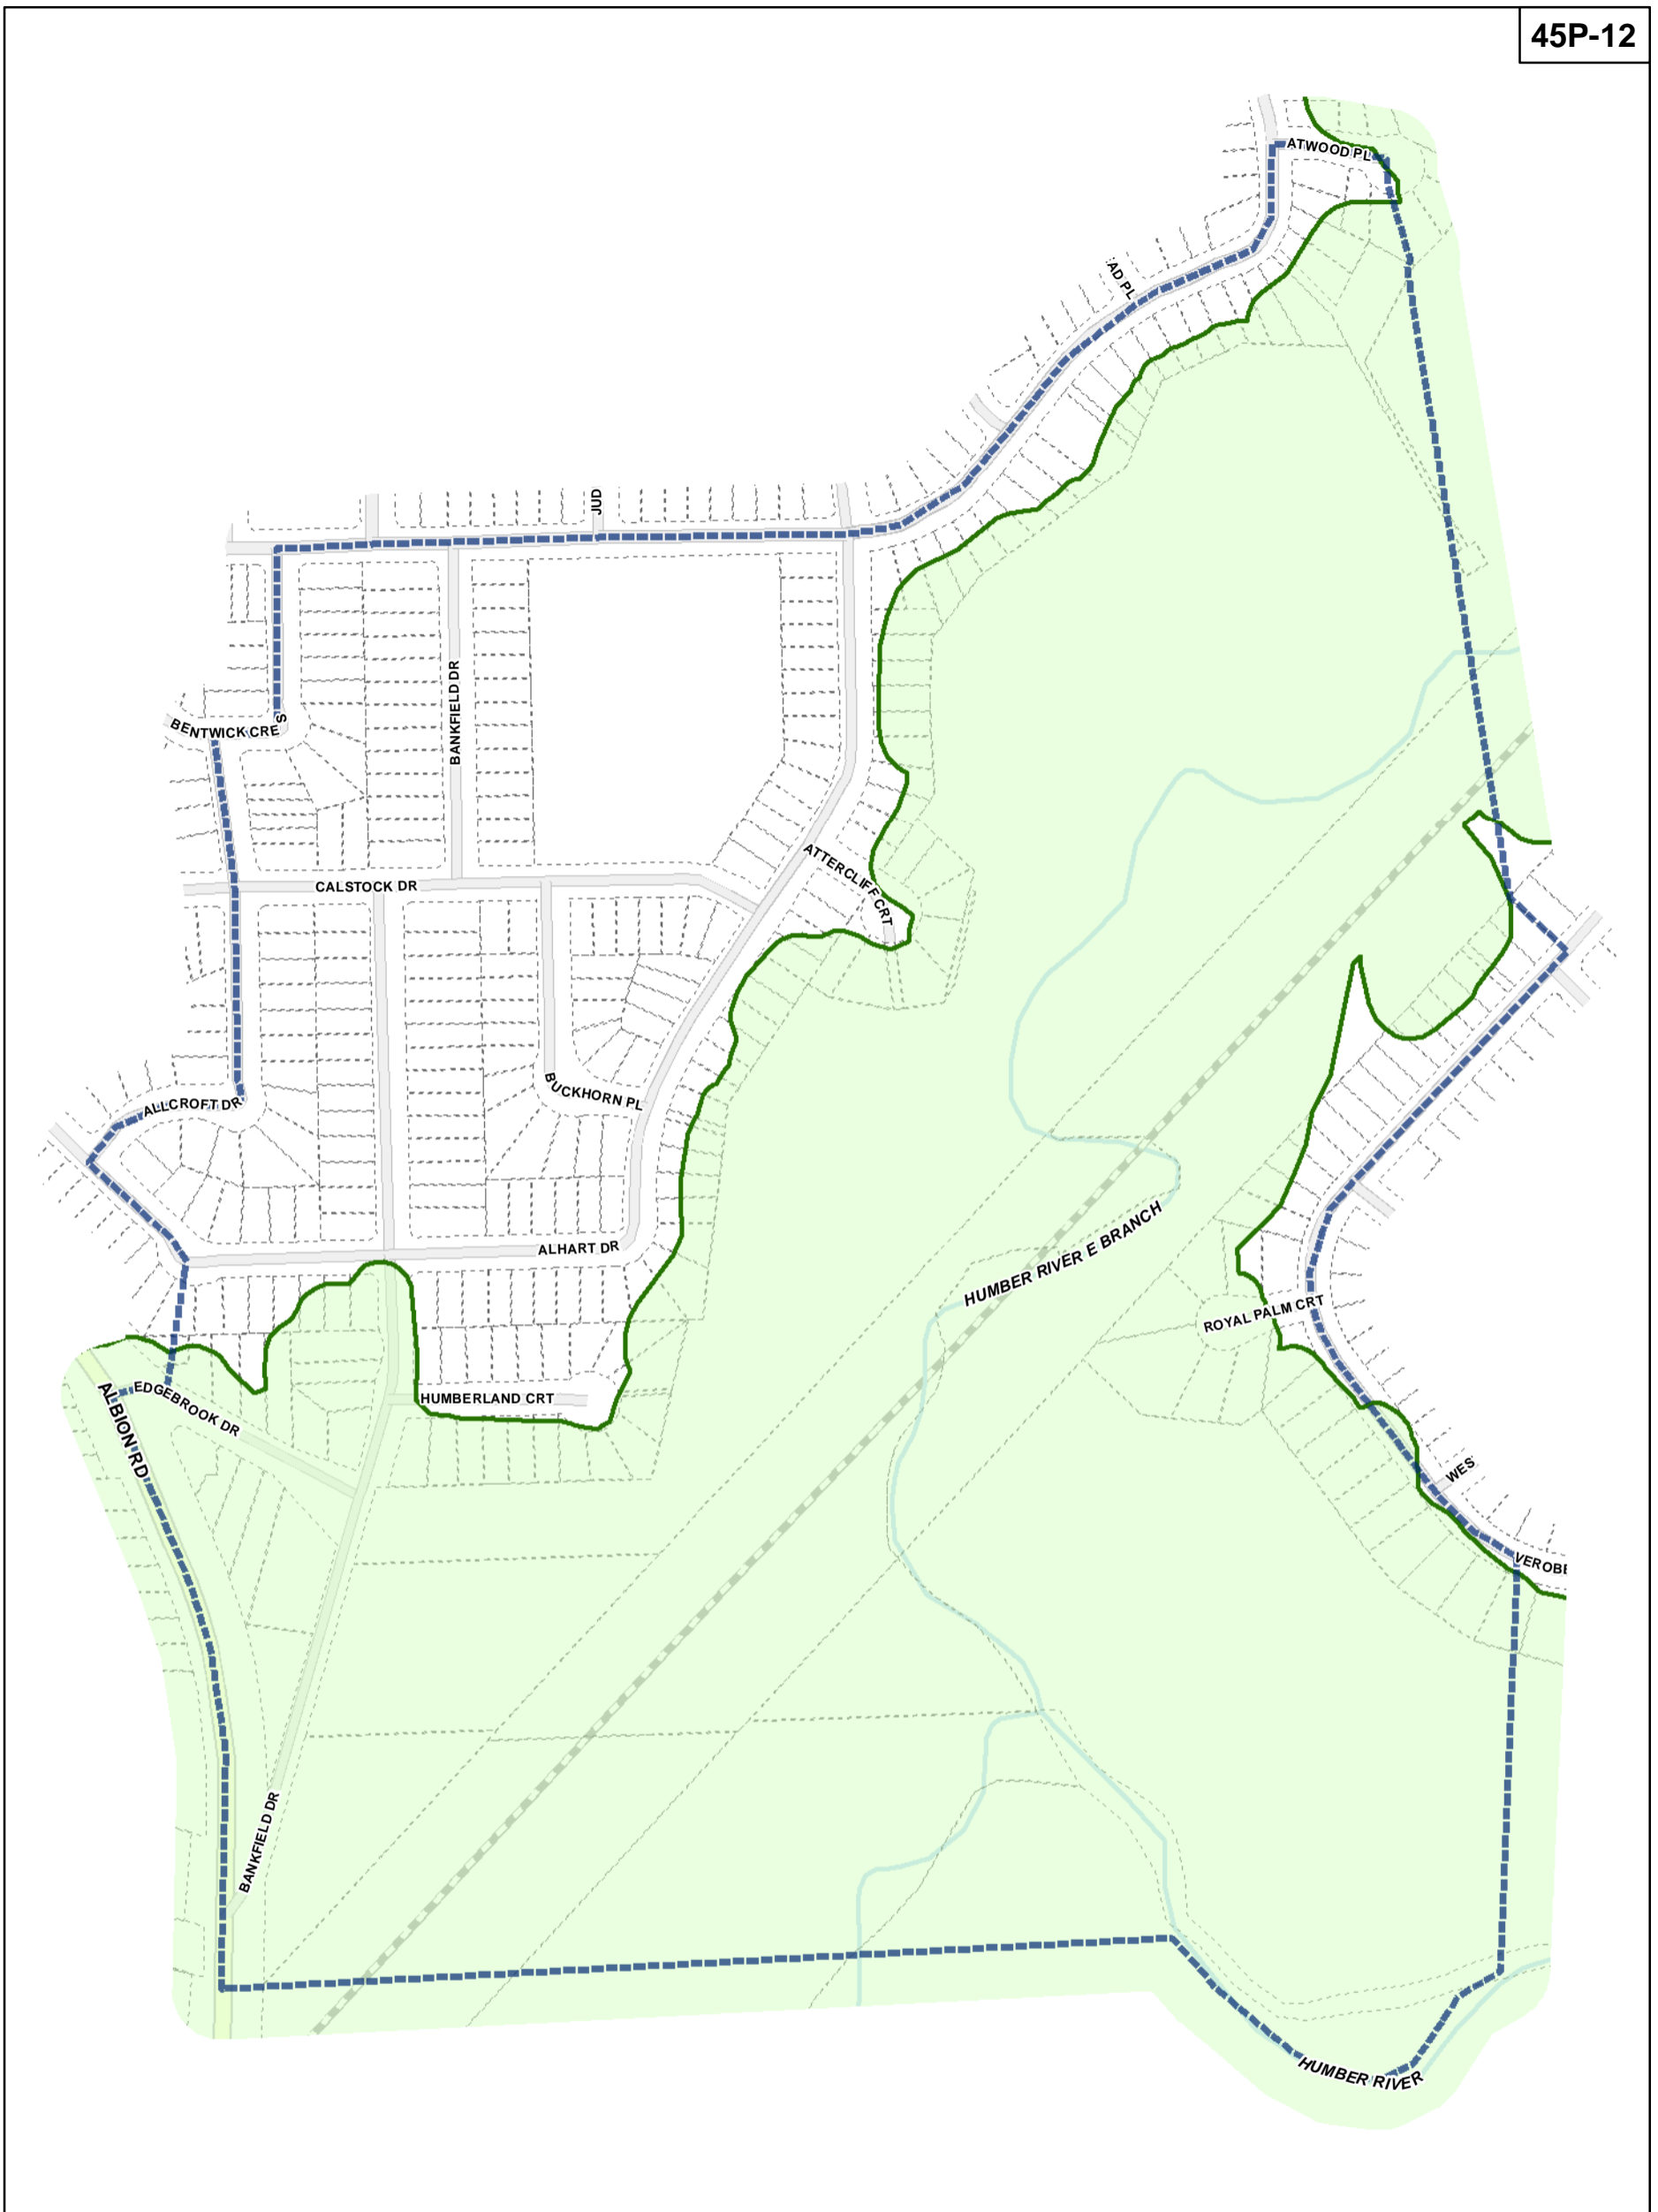 45P-12
ATWOOD PL
AD PL
JUD
BENTWICK CRES
BANKFIELD DR
CALSTOCK DR
ATTERCLIFF CRT
BUCKHORN PL
ALLCROFT DR
ALHART DR
HUMBER RIVER E BRANCH
ROYAL PALM CRT
EDGEBROOK DR
HUMBERLAND CRT
ALBION RD
WES
VEROBE
BANKFIELD DR
HUMBER RIVER